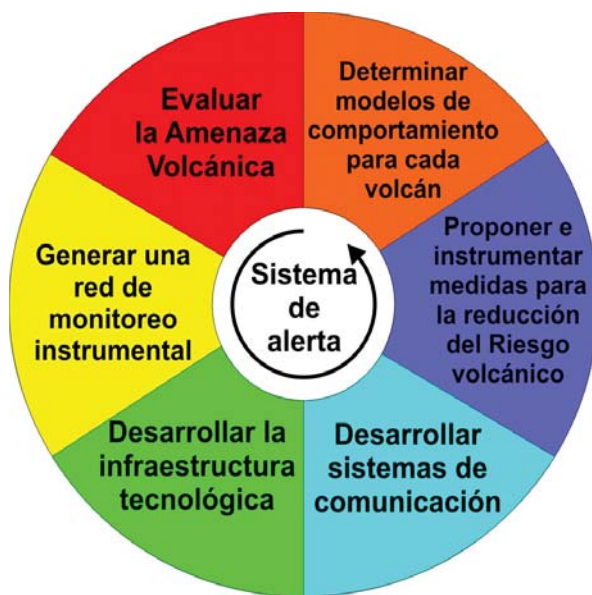 Evaluar
la Amenaza
Volcánica
Determinar
modelos de
comportamiento
para cada
volcán
Proponer e
instrumentar
medidas para
la reducción
del Riesgo
volcánico
Desarrollar
sistemas de
comunicación
Desarrollar la
infraestructura
tecnológica
Generar una
red de
monitoreo
instrumental
Sistema
de
alerta